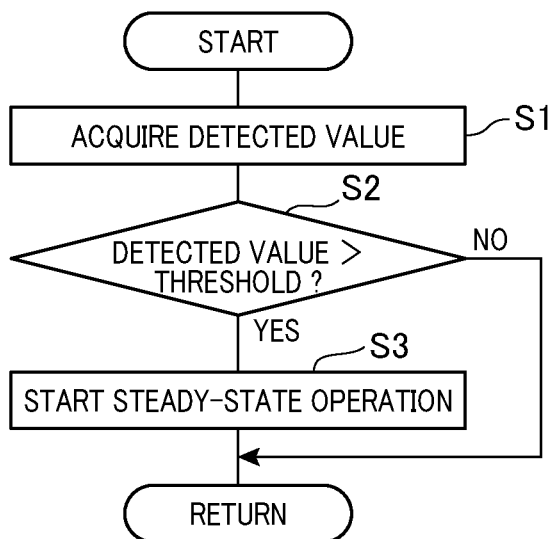 START
ACQUIRE DETECTED VALUE
S1
S2
DETECTED VALUE >
THRESHOLD ?
NO
YES
S3
START STEADY-STATE OPERATION
RETURN